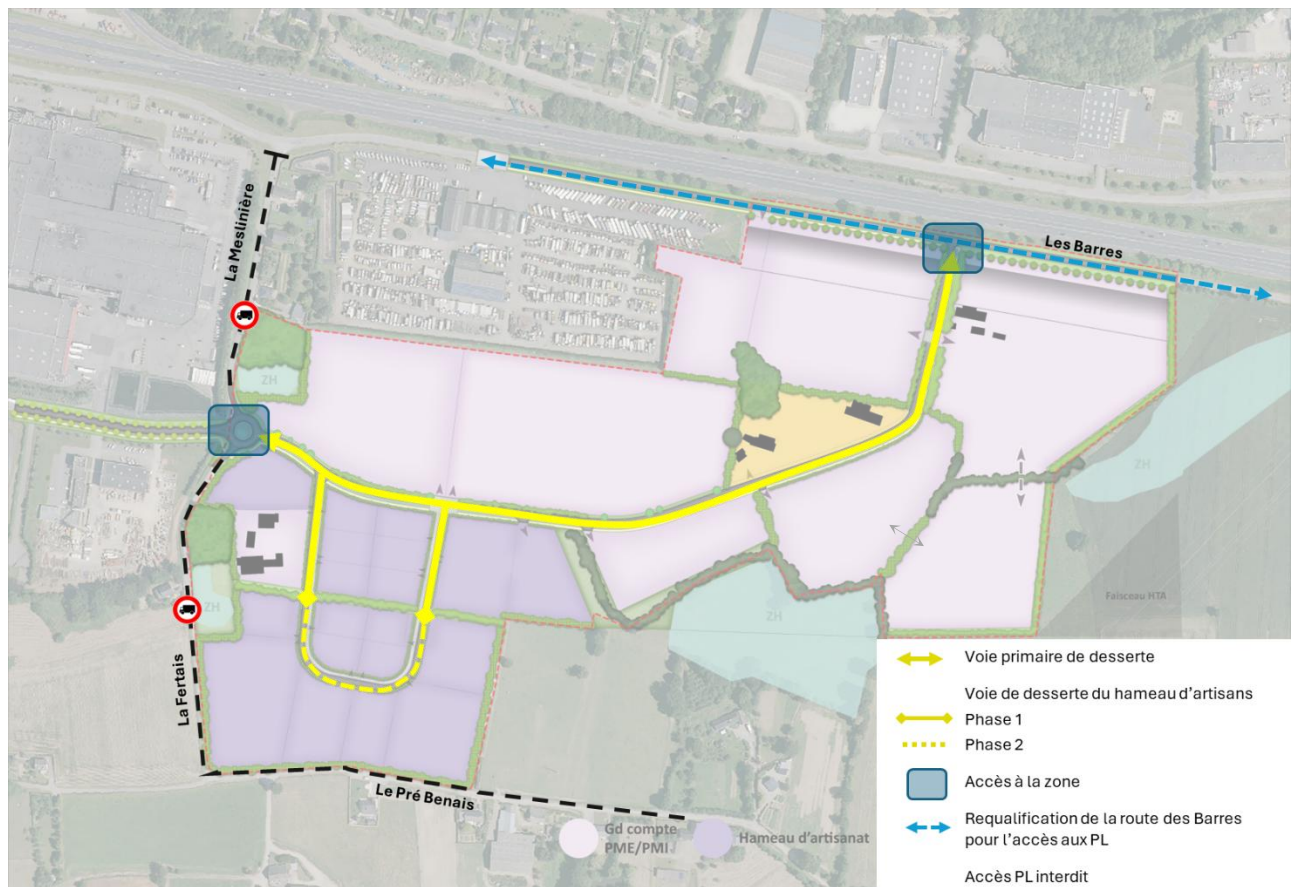 La Meslinière
Les Barres
ZH
ZH
ZH
Faisceau HTA
ZH
La Fertais
Le Pré Benais
Gd compte
PME/PMI
Hameau d'artisanat
Voie primaire de desserte
Voie de desserte du hameau d'artisans
Phase 1
Phase 2
Accès à la zone
Requalification de la route des Barres
pour l'accès aux PL
Accès PL interdit